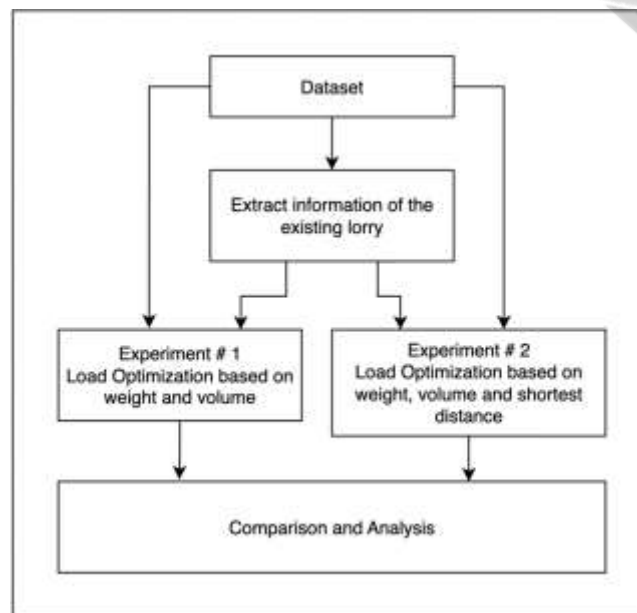 Dataset
Extract information of the
existing lorry
Experiment # 1
Load Optimization based on
weight and volume
Experiment # 2
Load Optimization based on
weight, volume and shortest
distance
Comparison and Analysis